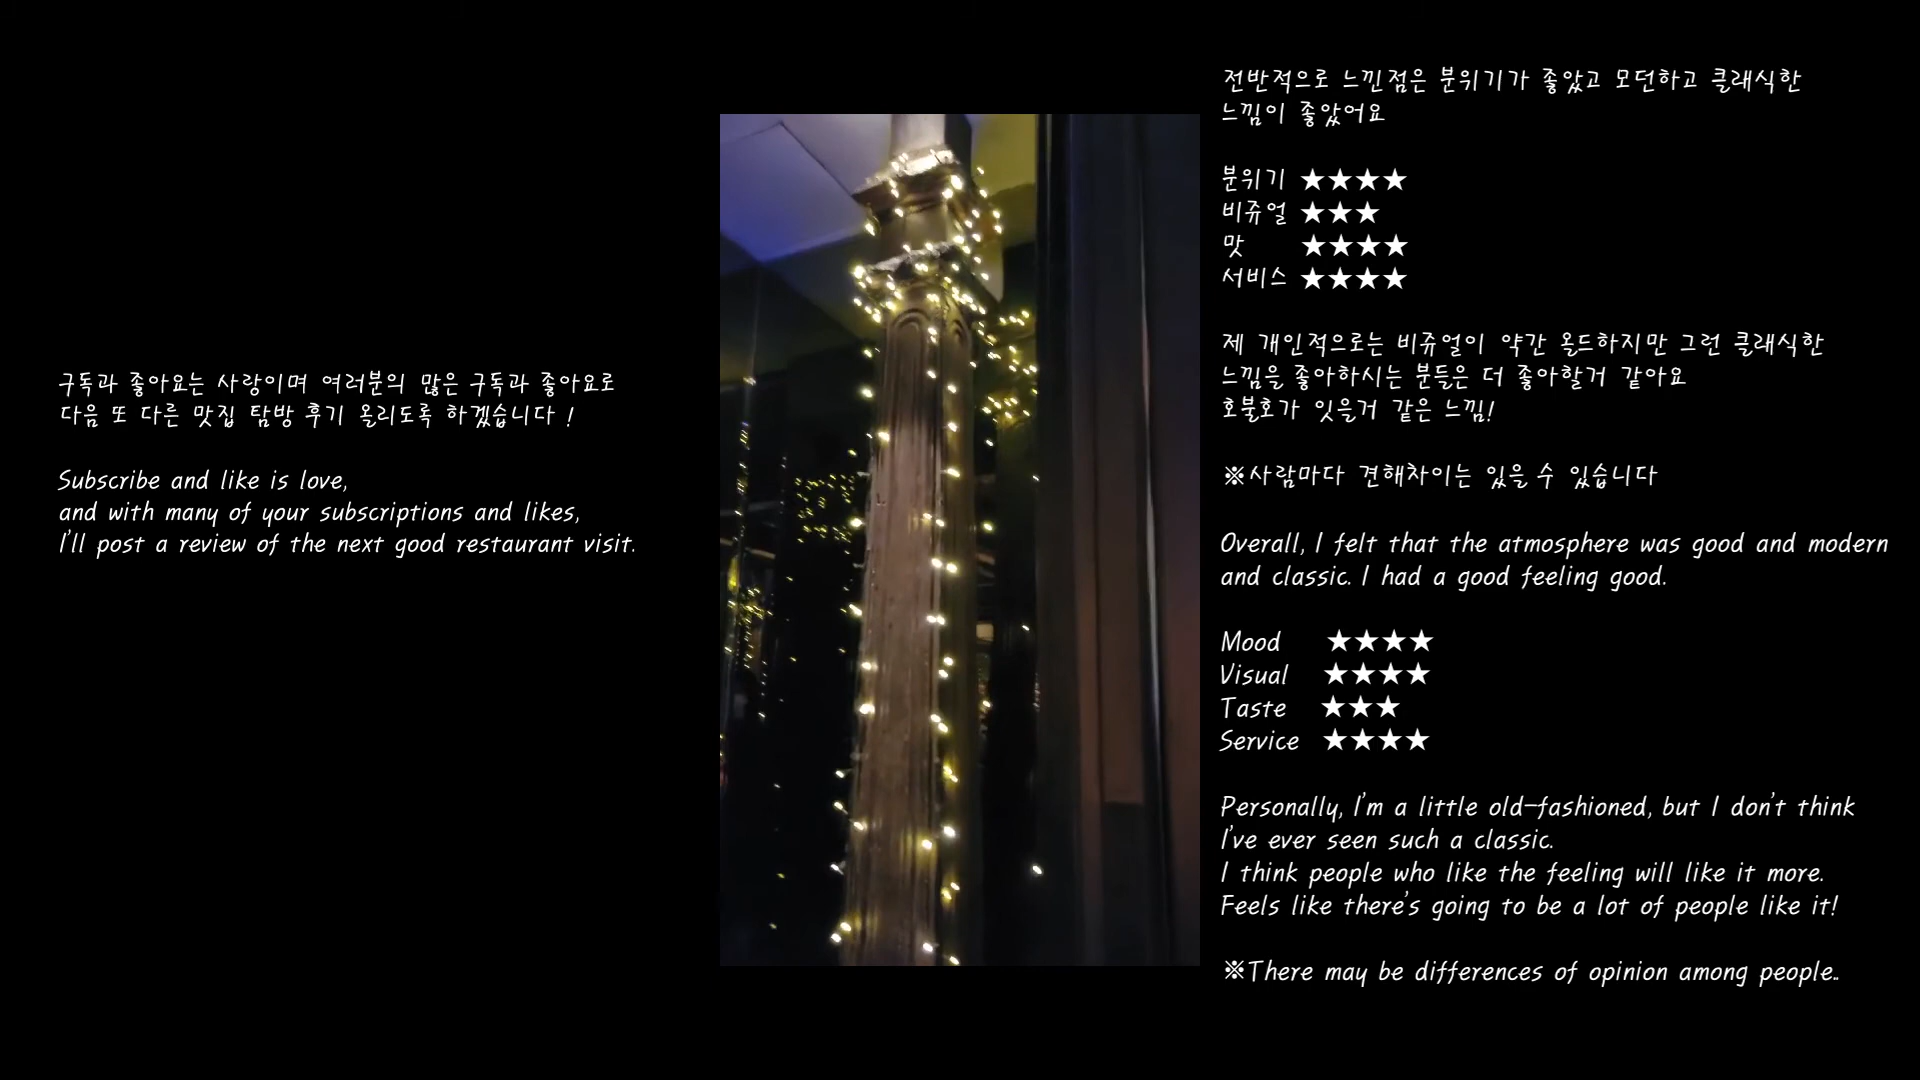 구독과 좋아요는 사랑이며 여러분의 많은 구독과 좋아요로
다음 또 다른 맛집 탐방 후기 올리도록 하겠습니다 !
Subscribe and like is love,
and with many of your subscriptions and likes,
I'll post a review of the next good restaurant visit.
전반적으로 느낀점은 분위기가 좋았고 모던하고 클래식한
느낌이 좋았어요
분위기 ★★★★
비쥬얼 ★★★
맛 ★★★★
서비스 ★★★★
제 개인적으로는 비쥬얼이 약간 올드하지만 그런 클래식한
느낌을 좋아하시는 분들은 더 좋아할거 같아요
호불호가 잇을거 같은 느낌!
※사람마다 견해차이는 있을 수 있습니다
Overall, I felt that the atmosphere was good and modern
and classic. I had a good feeling good.
Mood ★★★★
Visual ★★★★
Taste ★★★
Service ★★★★
Personally, I'm a little old-fashioned, but I don't think
I've ever seen such a classic.
I think people who like the feeling will like it more.
Feels like there's going to be a lot of people like it!
※There may be differences of opinion among people..